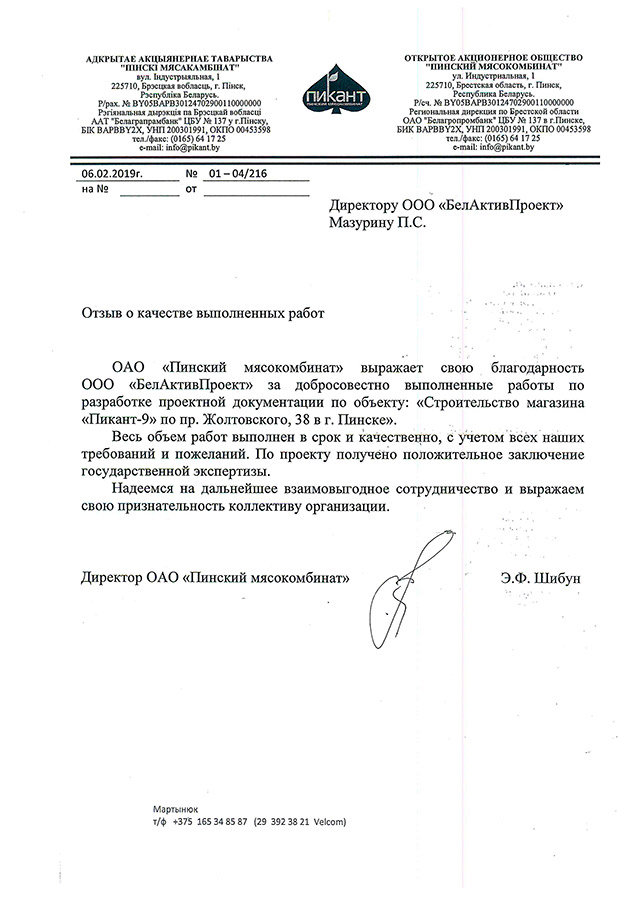 АДКРЫТАЕ АКЦЫЯНЕРНАЕ ТАВАРЫСТВА
"ПІНСКІ МЯСАКАМБІНАТ"
вул. Індустрыяльная, 1
225710, Брэсцкая вобласць, г. Пінск,
Рэспубліка Беларусь.
Р/рах. № BY05BAPB30124702900110000000
Рэгіянальная дырэкцыя па Брэсцкай вобласці
ААТ "Белаграпрамбанк" ЦБУ № 137 у г.Пінску,
БІК BAPBBY2X, УНП 200301991, ОКПО 00453598
тел./факс: (0165) 64 17 25
e-mail: info@pikant.by
ПИКАНТ
ОТКРЫТОЕ АКЦИОНЕРНОЕ ОБЩЕСТВО
"ПИНСКИЙ МЯСОКОМБИНАТ"
ул. Индустриальная, 1
225710, Брестская область, г. Пинск,
Республика Беларусь.
Р/сч. № BY05BAPB30124702900110000000
Региональная дирекция по Брестской области
ОАО "Белагропромбанк" ЦБУ № 137 в г.Пинске,
БИК BAPBBY2X, УНП 200301991, ОКПО 00453598
тел./факс: (0165) 64 17 25
e-mail: info@pikant.by
06.02.2019г. № 01 – 04/216
на № от
Директору ООО «БелАктивПроект»
Мазурину П.С.
Отзыв о качестве выполненных работ
ОАО «Пинский мясокомбинат» выражает свою благодарность
ООО «БелАктивПроект» за добросовестно выполненные работы по
разработке проектной документации по объекту: «Строительство магазина
«Пикант-9» по пр. Жолтовского, 38 в г. Пинске».
Весь объем работ выполнен в срок и качественно, с учетом всех наших
требований и пожеланий. По проекту получено положительное заключение
государственной экспертизы.
Надеемся на дальнейшее взаимовыгодное сотрудничество и выражаем
свою признательность коллективу организации.
Директор ОАО «Пинский мясокомбинат» Э.Ф. Шибун
Мартынюк
т/ф +375 165 34 85 87 (29 392 38 21 Velcom)